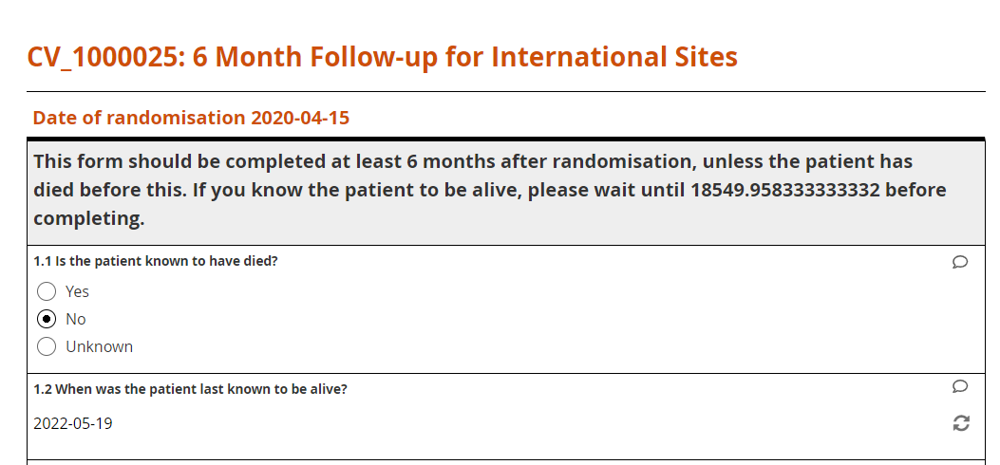 CV_1000025: 6 Month Follow-up for International Sites
Date of randomisation 2020-04-15
This form should be completed at least 6 months after randomisation, unless the patient has
died before this. If you know the patient to be alive, please wait until 18549.958333333332 before
completing.
1.1 Is the patient known to have died?
Yes
No
Unknown
1.2 When was the patient last known to be alive?
2022-05-19